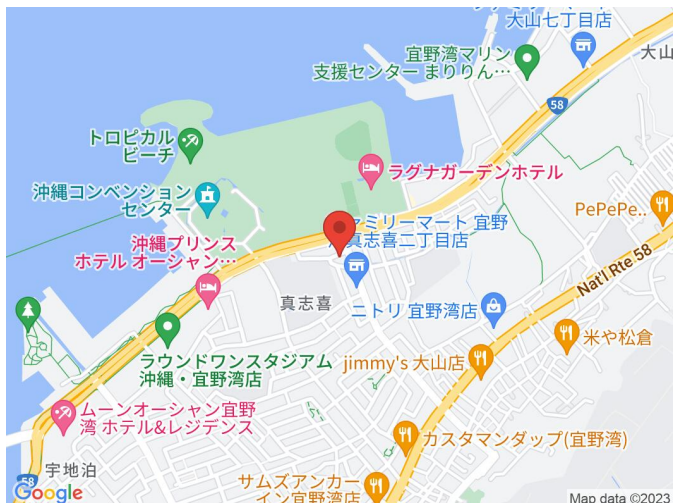 大山七丁目店
宜野湾マリン
支援センター まりりん…
大山
58
トロピカル
ビーチ
ラグナガーデンホテル
沖縄コンベンション
センター
PePePe..
ァミリーマート 宜野
真志喜二丁目店
沖縄プリンス
ホテル オーシャン…
Nat'l Rte 58
真志喜
ニトリ 宜野湾店
米や松倉
ラウンドワンスタジアム
沖縄・宜野湾店
jimmy's 大山店
ムーンオーシャン宜野
湾 ホテル&レジデンス
カスタマンダップ(宜野湾)
宇地泊
58
サムズアンカー
イン宜野湾店
Google
Map data ©2023